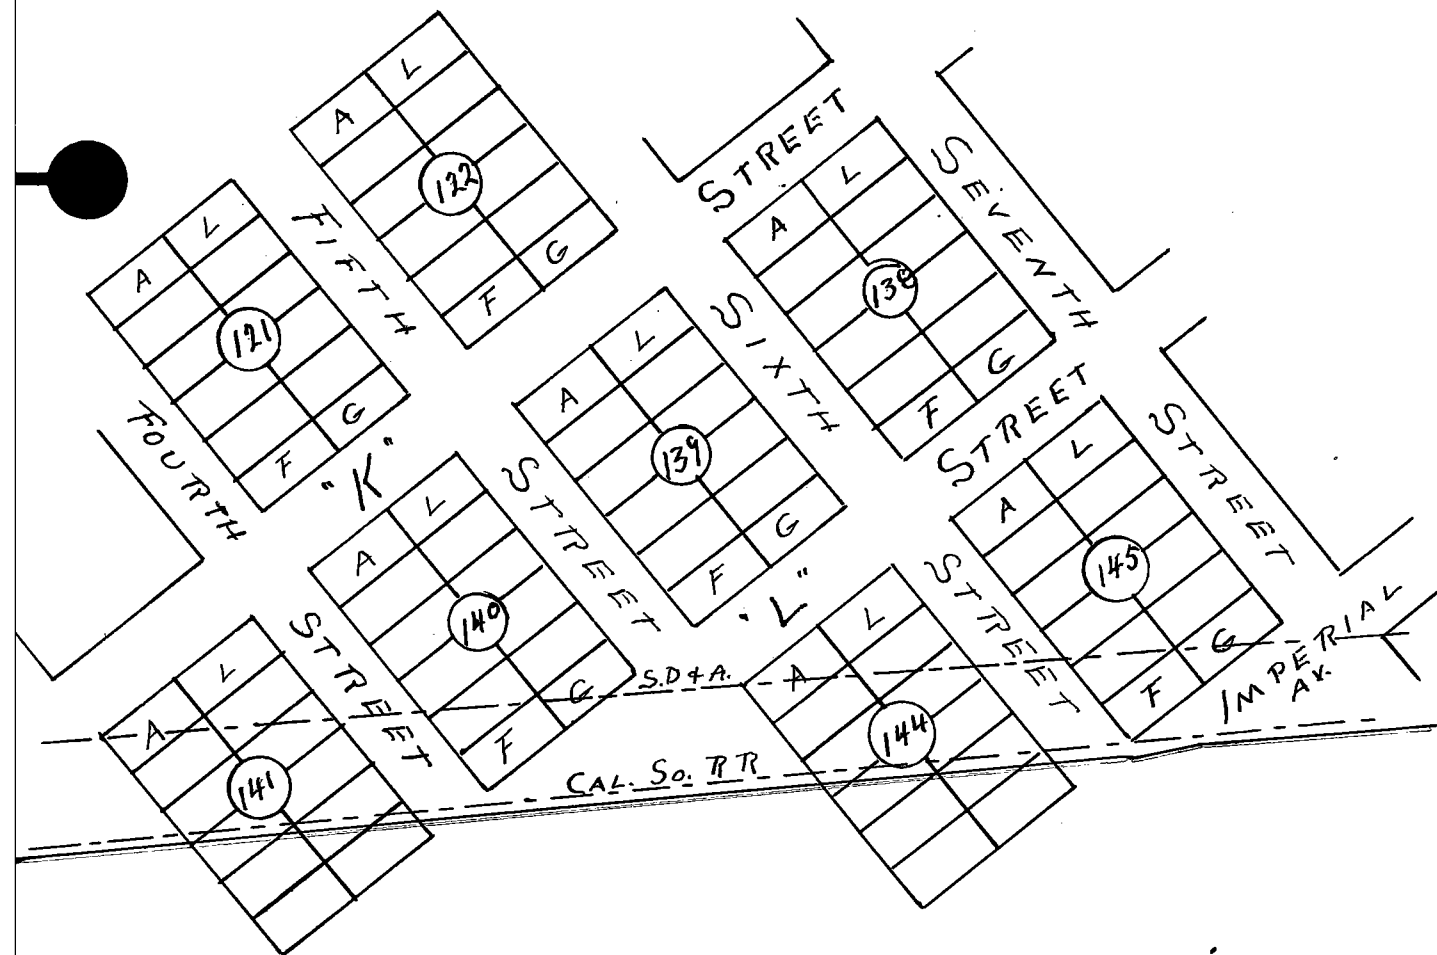 A L
122
F G
STREET
SEVENTH
A L
138
F G
A L
121
F G
FIFTH
SIXTH
FOURTH
"K"
A L
139
F G
STREET
STREET
A L
140
F G
STREET
"L"
STREET
A L
145
F G
STREET
A L
141
S.D & A.
A L
144
IMPERIAL
AV.
CAL. So. RR